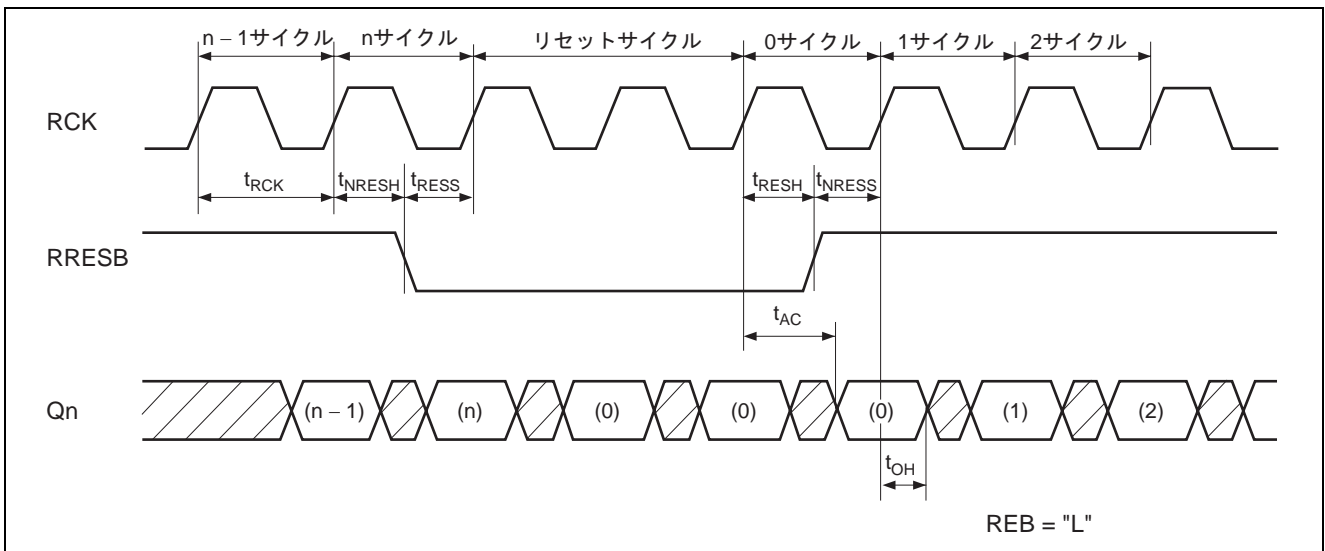 n – 1サイクル nサイクル リセットサイクル 0サイクル 1サイクル 2サイクル
RCK
tRCK tNRESH tRESS tRESH tNRESS
RRESB
tAC
Qn (n – 1) (n) (0) (0) (0) (1) (2)
tOH
REB = "L"